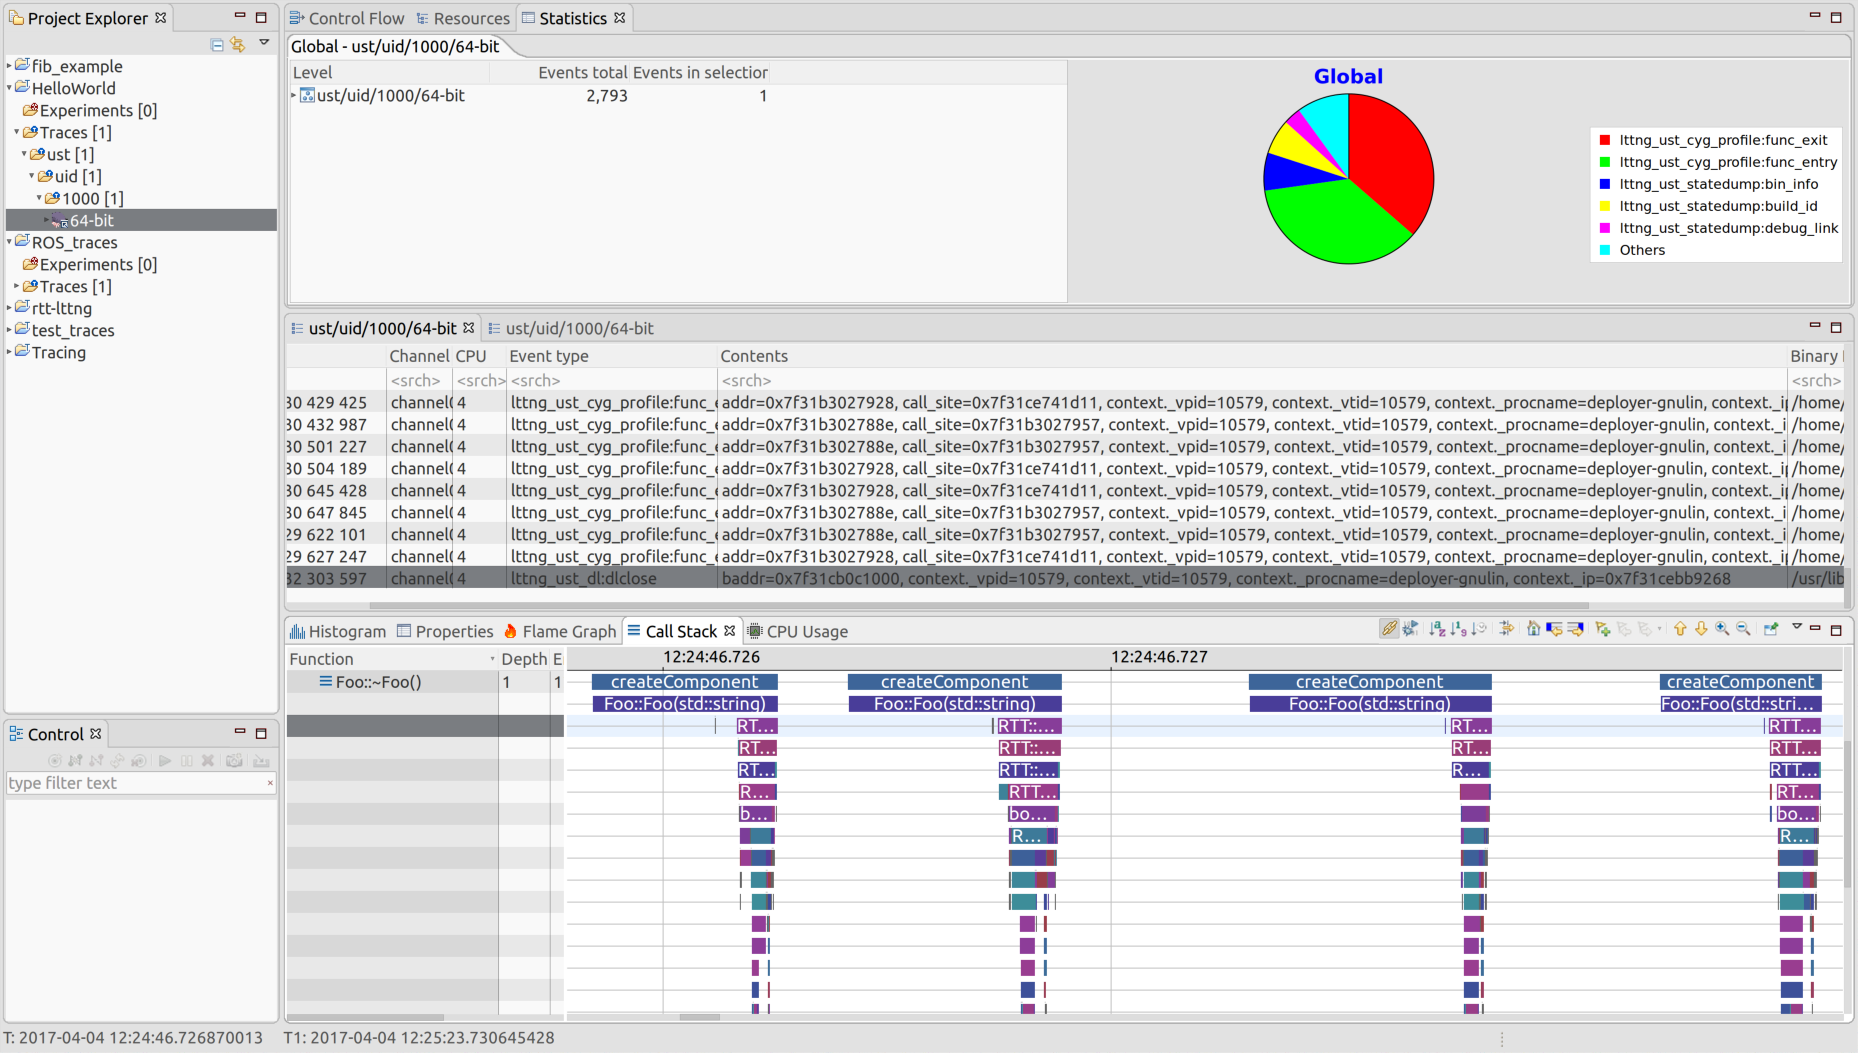 Project Explorer
fib_example
HelloWorld
Experiments [0]
Traces [1]
ust [1]
uid [1]
1000 [1]
64-bit
ROS_traces
Experiments [0]
Traces [1]
rtt-lttng
test_traces
Tracing
Control
type filter text
Control Flow Resources Statistics
Global - ust/uid/1000/64-bit
Level Events total Events in selection
ust/uid/1000/64-bit 2,793 1
Global
lttng_ust_cyg_profile:func_exit
lttng_ust_cyg_profile:func_entry
lttng_ust_statedump:bin_info
lttng_ust_statedump:build_id
lttng_ust_statedump:debug_link
Others
ust/uid/1000/64-bit ust/uid/1000/64-bit
Channel CPU Event type Contents Binary
<srch> <srch> <srch> <srch> <srch>
30 429 425 channel 4 lttng_ust_cyg_profile:func_e addr=0x7f31b3027928, call_site=0x7f31ce741d11, context._vpid=10579, context._vtid=10579, context._procname=deployer-gnulin, context._ip /home/
30 432 987 channel 4 lttng_ust_cyg_profile:func_e addr=0x7f31b302788e, call_site=0x7f31b3027957, context._vpid=10579, context._vtid=10579, context._procname=deployer-gnulin, context._i /home/
30 501 227 channel 4 lttng_ust_cyg_profile:func_e addr=0x7f31b302788e, call_site=0x7f31b3027957, context._vpid=10579, context._vtid=10579, context._procname=deployer-gnulin, context._i /home/
30 504 189 channel 4 lttng_ust_cyg_profile:func_e addr=0x7f31b3027928, call_site=0x7f31ce741d11, context._vpid=10579, context._vtid=10579, context._procname=deployer-gnulin, context._ip /home/
30 645 428 channel 4 lttng_ust_cyg_profile:func_e addr=0x7f31b3027928, call_site=0x7f31ce741d11, context._vpid=10579, context._vtid=10579, context._procname=deployer-gnulin, context._ip /home/
30 647 845 channel 4 lttng_ust_cyg_profile:func_e addr=0x7f31b302788e, call_site=0x7f31b3027957, context._vpid=10579, context._vtid=10579, context._procname=deployer-gnulin, context._i /home/
29 622 101 channel 4 lttng_ust_cyg_profile:func_e addr=0x7f31b302788e, call_site=0x7f31b3027957, context._vpid=10579, context._vtid=10579, context._procname=deployer-gnulin, context._i /home/
29 627 247 channel 4 lttng_ust_cyg_profile:func_e addr=0x7f31b3027928, call_site=0x7f31ce741d11, context._vpid=10579, context._vtid=10579, context._procname=deployer-gnulin, context._ip /home/
32 303 597 channel 4 lttng_ust_dl:dlclose baddr=0x7f31cb0c1000, context._vpid=10579, context._vtid=10579, context._procname=deployer-gnulin, context._ip=0x7f31cebb9268 /usr/lib
Histogram Properties Flame Graph Call Stack CPU Usage
Function Depth E 12:24:46.726 12:24:46.727
Foo::~Foo() 1 1 createComponent createComponent createComponent createComponent
Foo::Foo(std::string) Foo::Foo(std::string) Foo::Foo(std::string) Foo::Foo(std::stri...
RT... RTT::... RT... RTT...
RT... RTT::... RT... RTT...
RT... RTT::... R... RTT...
R... RTT... RT...
b... bo... bo...
R... R...
T: 2017-04-04 12:24:46.726870013 T1: 2017-04-04 12:25:23.730645428